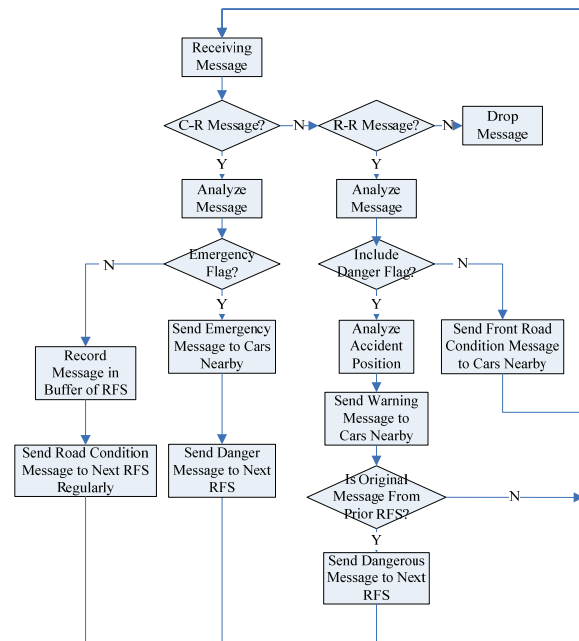 Receiving
Message
C-R Message?
N
R-R Message?
N
Drop
Message
Y
Y
Analyze
Message
Analyze
Message
N
Emergency
Flag?
Include
Danger Flag?
N
Y
Y
Record
Message in
Buffer of RFS
Send Emergency
Message to Cars
Nearby
Analyze
Accident
Position
Send Front Road
Condition Message
to Cars Nearby
Send Warning
Message to
Cars Nearby
Send Road Condition
Message to Next RFS
Regularly
Send Danger
Message to Next
RFS
Is Original
Message From
Prior RFS?
N
Y
Send Dangerous
Message to Next
RFS